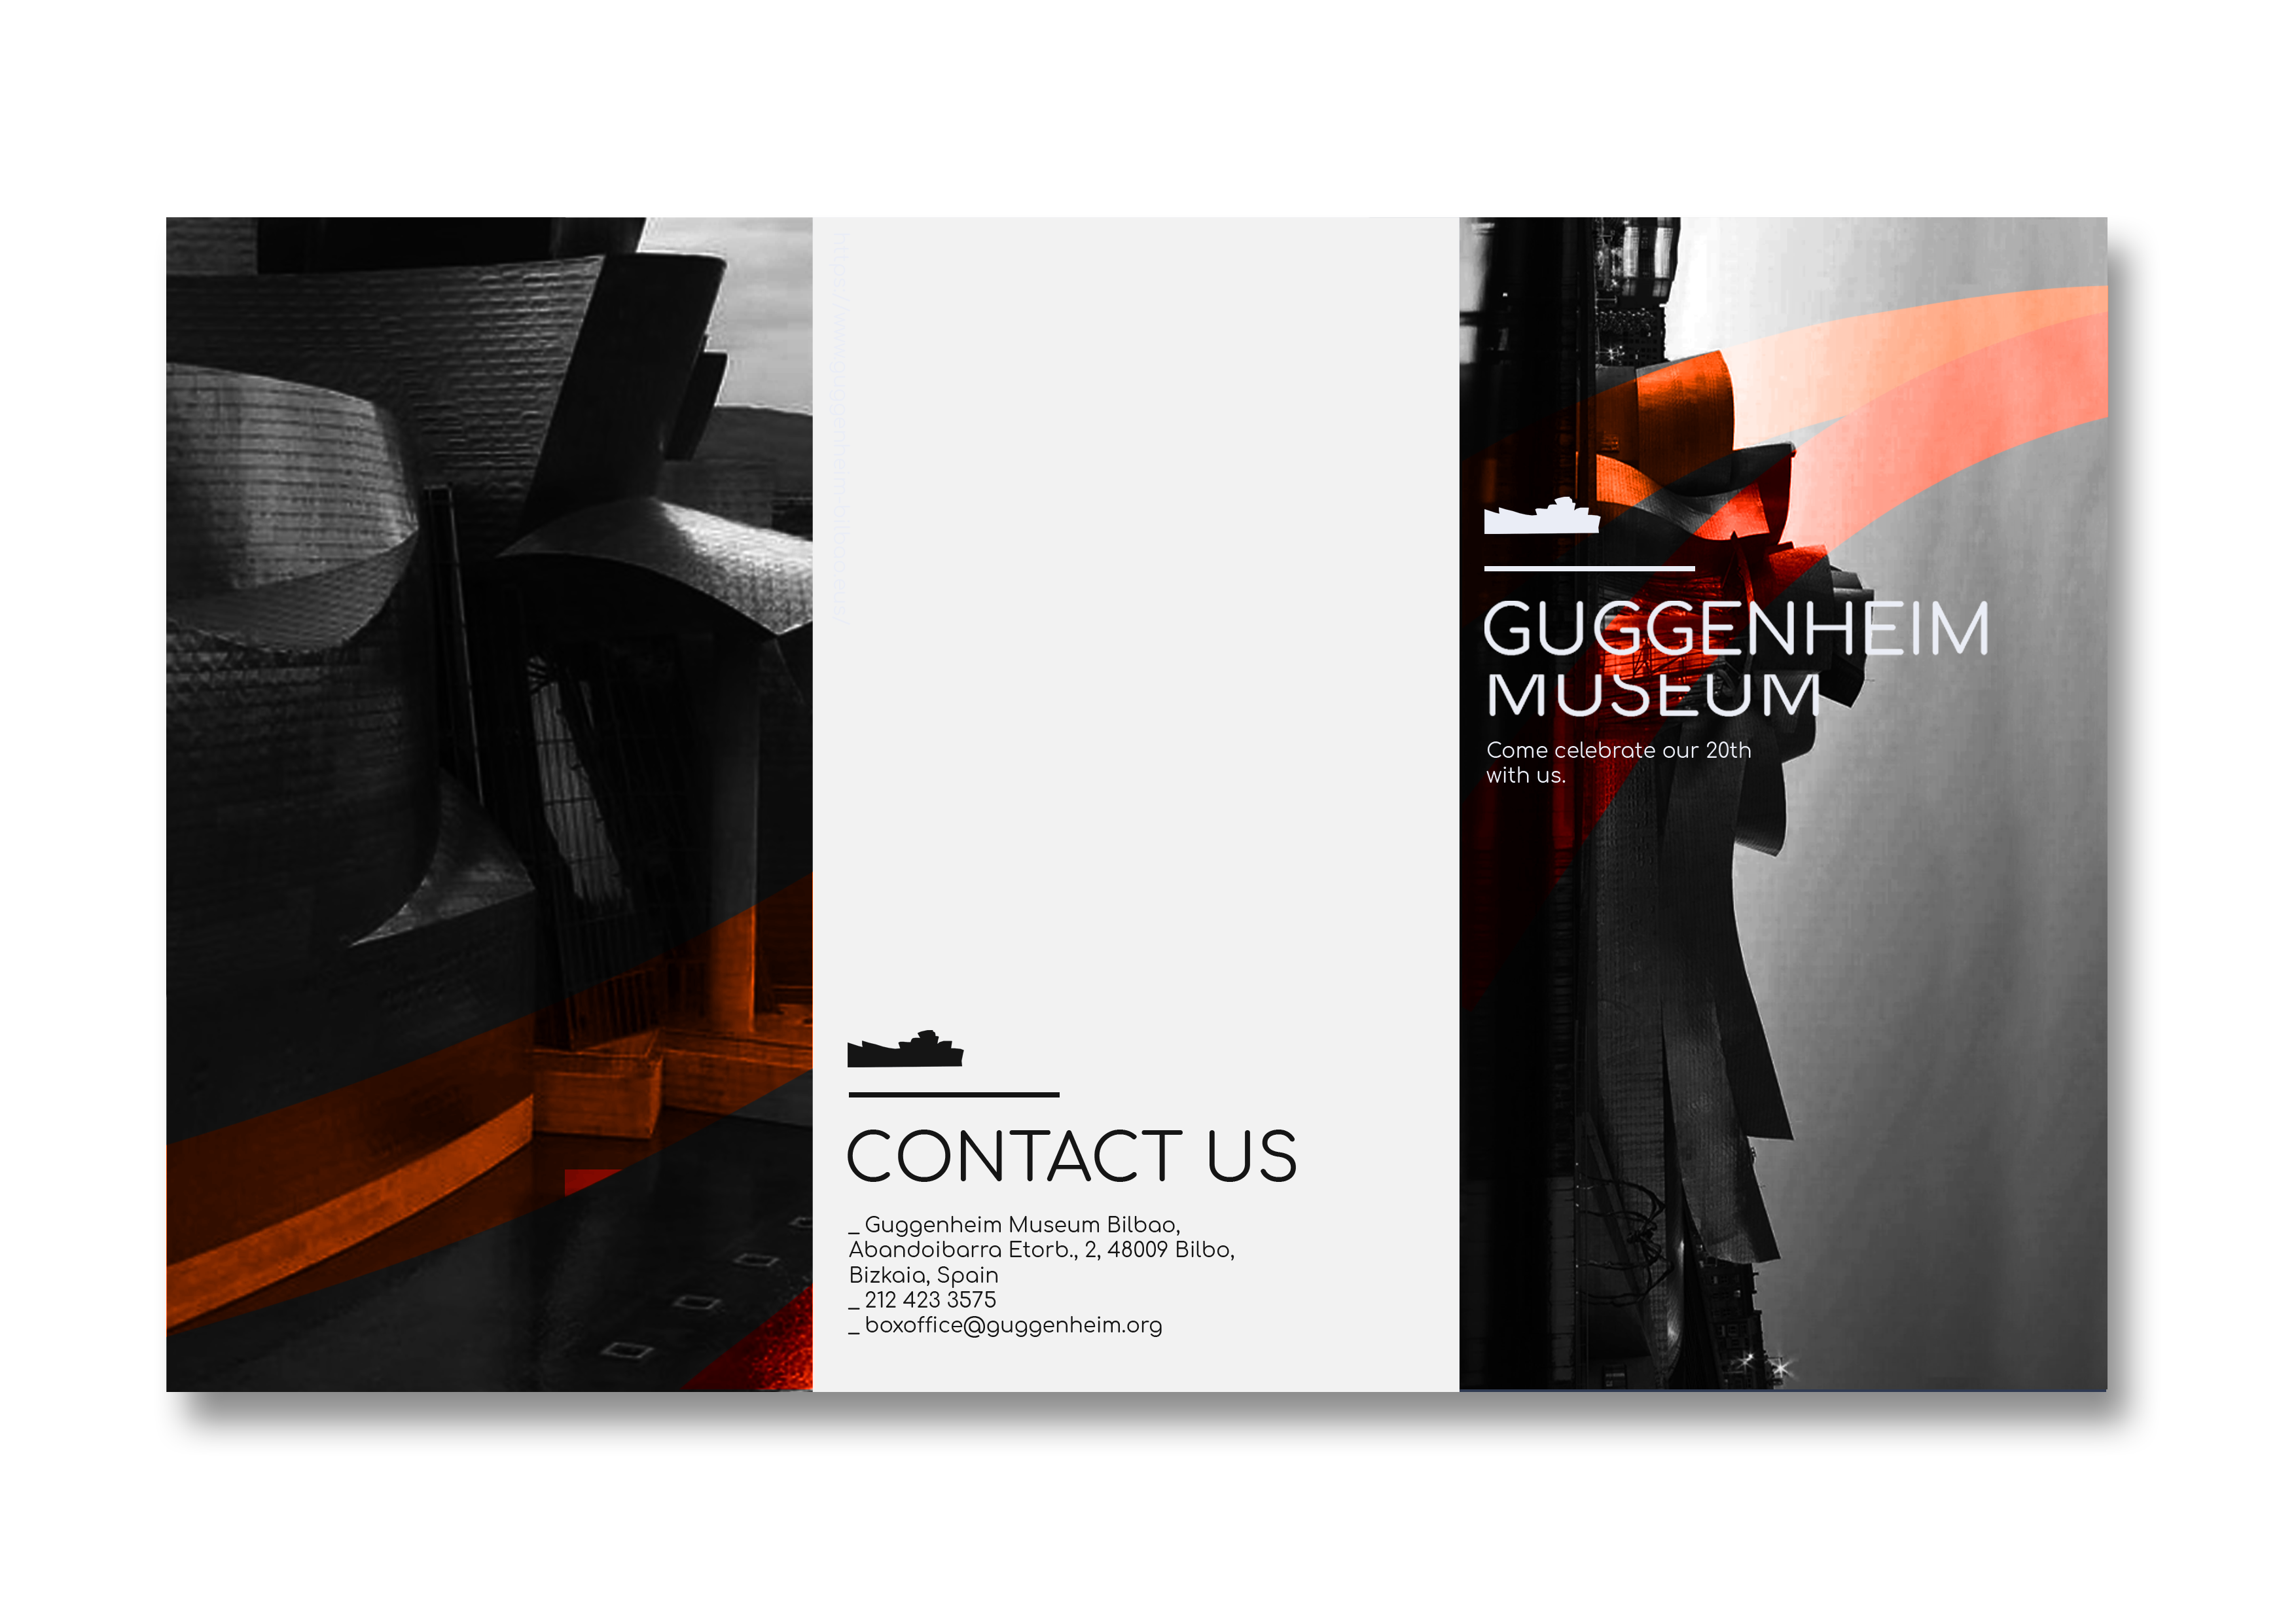 https://www.guggenheim-bilbao.eus/
CONTACT US
_ Guggenheim Museum Bilbao,
Abandoibarra Etorb., 2, 48009 Bilbo,
Bizkaia, Spain
_ 212 423 3575
_ boxoffice@guggenheim.org
GUGGENHEIM
MUSEUM
Come celebrate our 20th
with us.